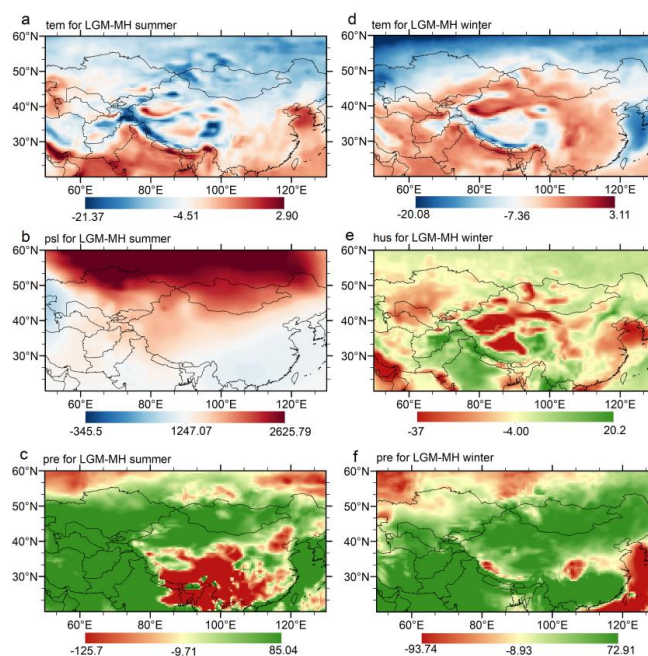 a
tem for LGM-MH summer
60°N
50°N
40°N
30°N
60°
80°
100°
120°
-21.37
-4.51
2.90
d
tem for LGM-MH winter
60°N
50°N
40°N
30°N
60°
80°
100°
120°
-20.08
-7.36
3.11
b
psl for LGM-MH summer
60°N
50°N
40°N
30°N
60°
80°
100°
120°
-345.5
1247.07
2625.79
e
hus for LGM-MH winter
60°N
50°N
40°N
30°N
60°
80°
100°
120°
-37
-4.00
20.2
c
pre for LGM-MH summer
60°N
50°N
40°N
30°N
60°
80°
100°
120°
-125.7
-9.71
85.04
f
pre for LGM-MH winter
60°N
50°N
40°N
30°N
60°
80°
100°
120°
-93.74
-8.93
72.91